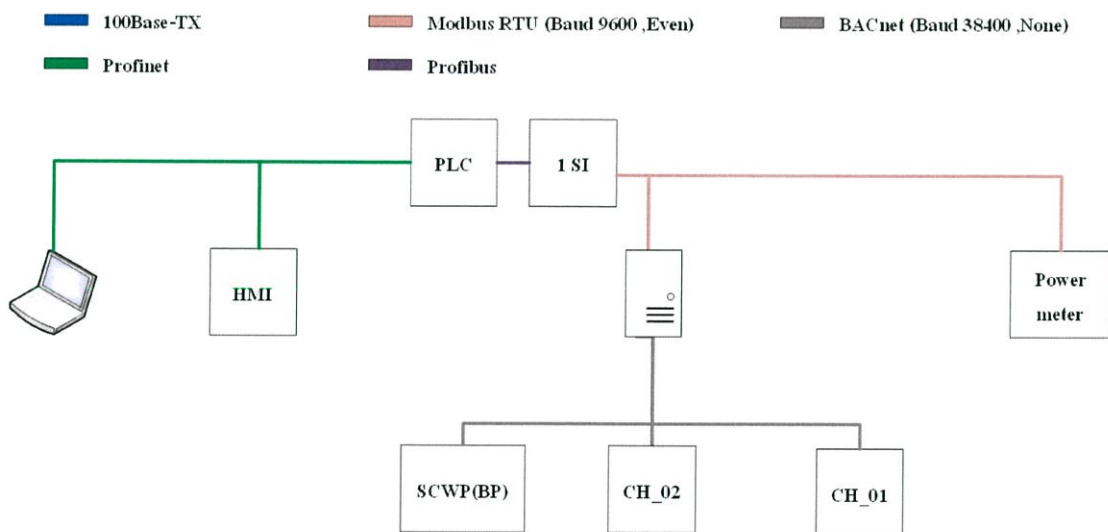 100Base-TX
Modbus RTU (Baud 9600 ,Even)
BACnet (Baud 38400 ,None)
Profinet
Profibus
PLC
1 SI
HMI
Power
meter
SCWP(BP)
CH_02
CH_01